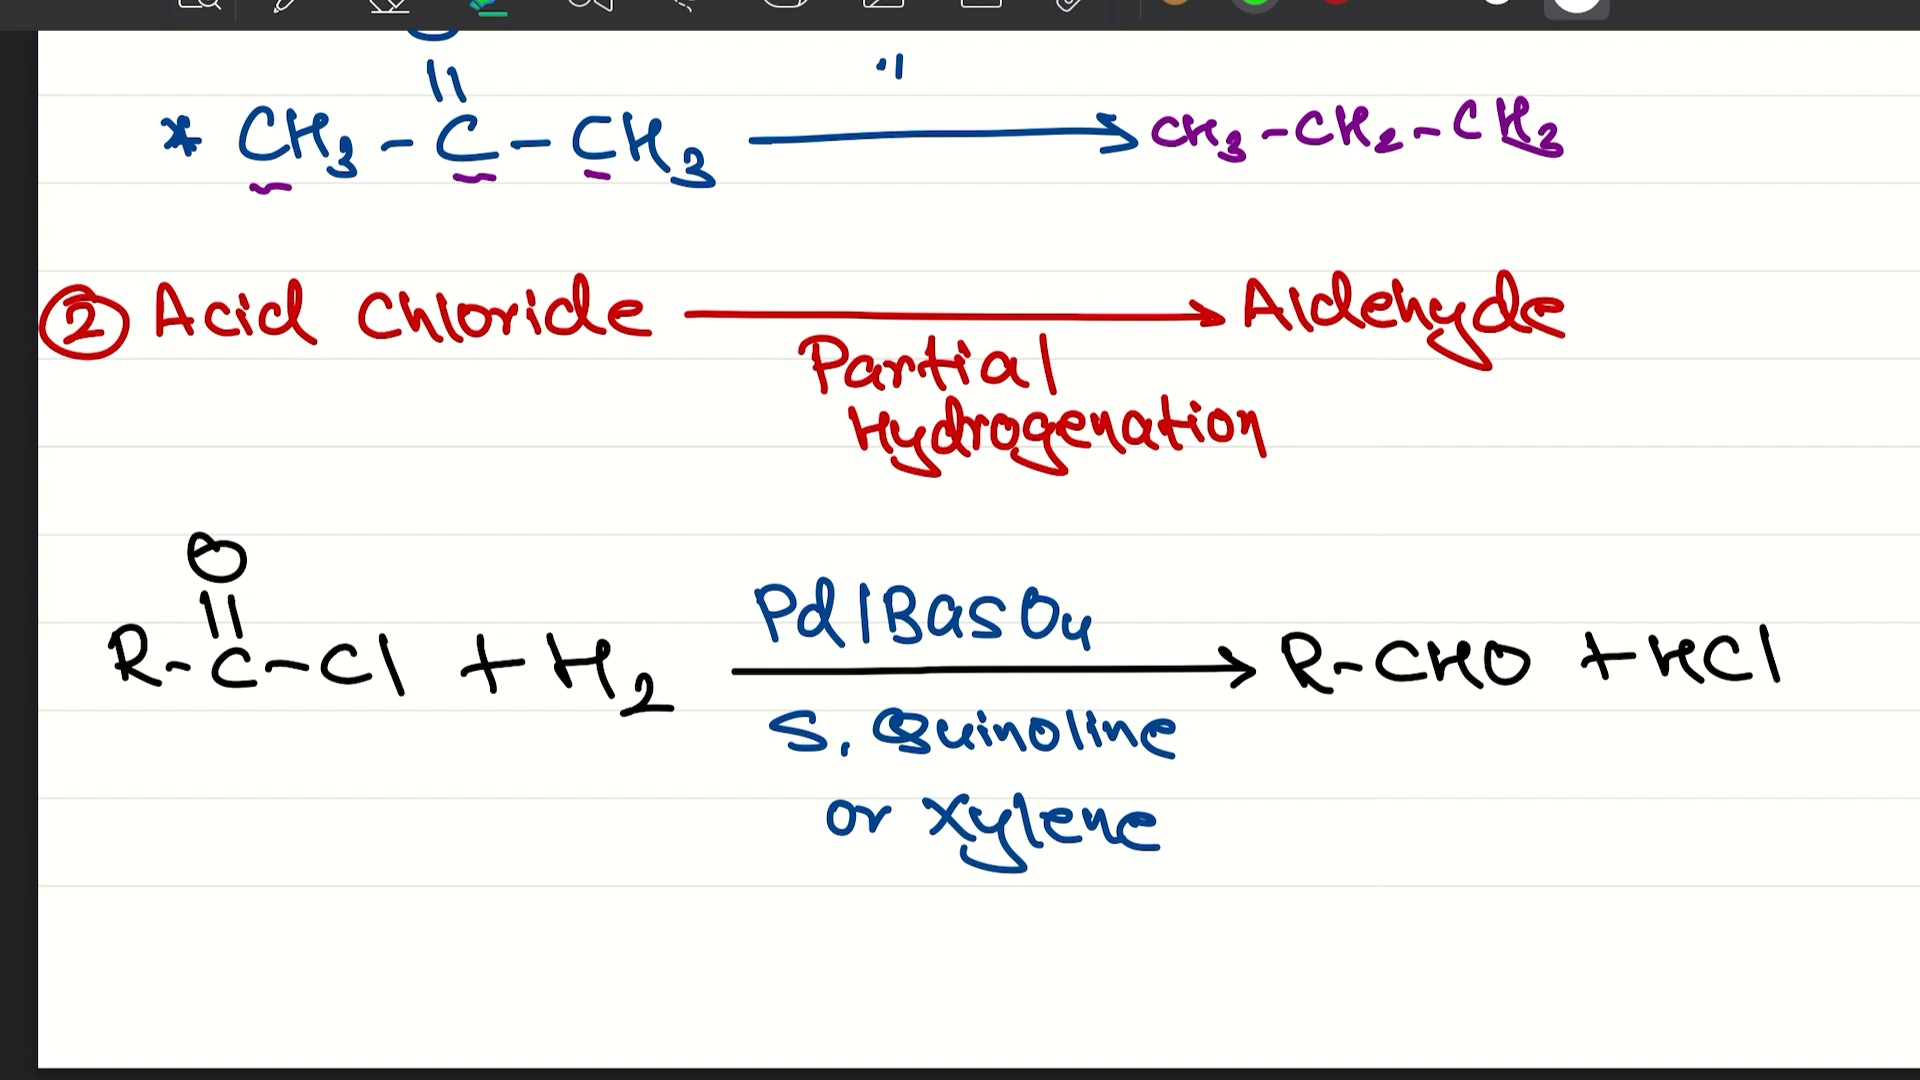 O
||
* CH₃-C-CH₃ ⟶ CH₃-CH₂-CH₃
② Acid Chloride ⟶ Aldehyde
Partial
Hydrogenation
O
||
Pd/BaSO₄
R-C-Cl + H₂ ⟶ R-CHO + HCl
S, Quinoline
or Xylene